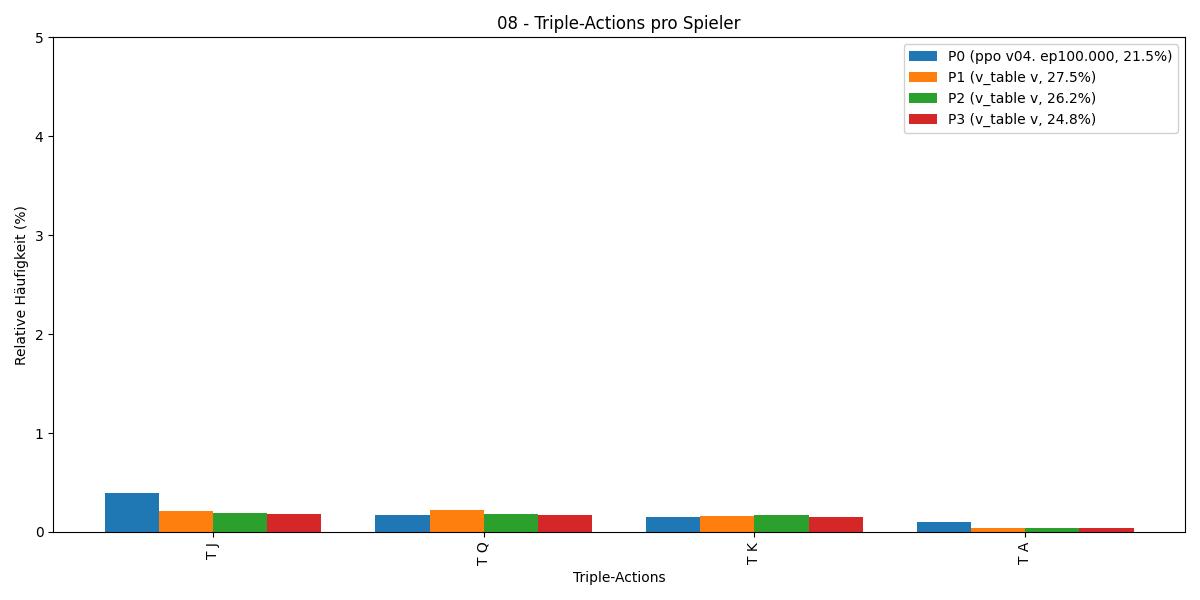 08 - Triple-Actions pro Spieler
P0 (ppo v04. ep100.000, 21.5%)
P1 (v_table v, 27.5%)
P2 (v_table v, 26.2%)
P3 (v_table v, 24.8%)
Relative Häufigkeit (%)
5
4
3
2
1
0
T J
T Q
T K
T A
Triple-Actions